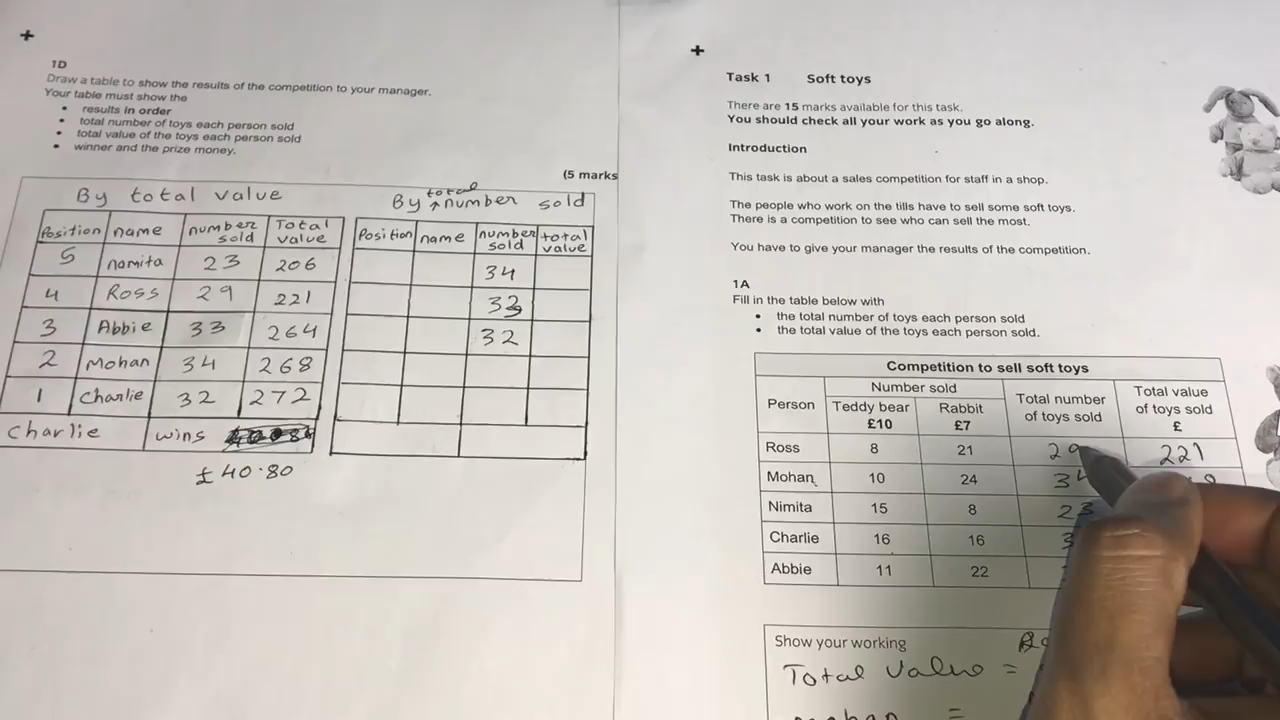 1D
Draw a table to show the results of the competition to your manager.
Your table must show the
• results in order
• total number of toys each person sold
• total value of the toys each person sold
• winner and the prize money.
(5 marks
By total value
Position name number sold Total value
5 namita 23 206
4 Ross 29 221
3 Abbie 33 264
2 Mohan 34 268
1 Charlie 32 272
Charlie wins
£40.80
By total number sold
Position name number sold total value
34
33
32
Task 1 Soft toys
There are 15 marks available for this task.
You should check all your work as you go along.
Introduction
This task is about a sales competition for staff in a shop.
The people who work on the tills have to sell some soft toys.
There is a competition to see who can sell the most.
You have to give your manager the results of the competition.
1A
Fill in the table below with
• the total number of toys each person sold
• the total value of the toys each person sold.
Competition to sell soft toys
Person Number sold Total number of toys sold Total value of toys sold £
Teddy bear £10 Rabbit £7
Ross 8 21 29 221
Mohan 10 24 34
Nimita 15 8 23
Charlie 16 16
Abbie 11 22
Show your working
Total Value =
mohan =